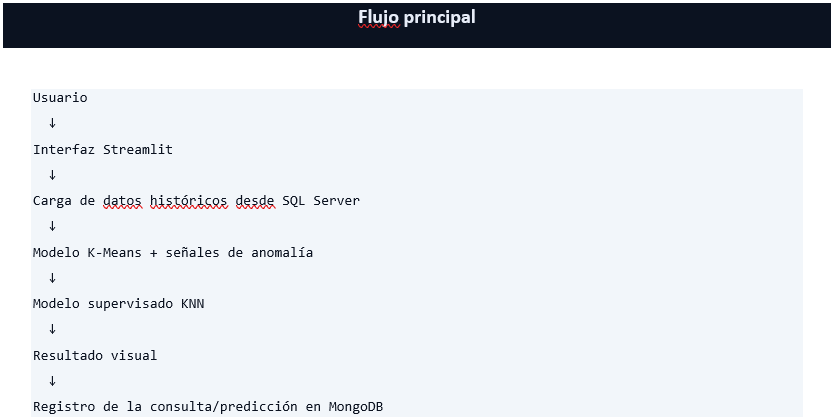 Flujo principal
Usuario
↓
Interfaz Streamlit
↓
Carga de datos históricos desde SQL Server
↓
Modelo K-Means + señales de anomalía
↓
Modelo supervisado KNN
↓
Resultado visual
↓
Registro de la consulta/predicción en MongoDB